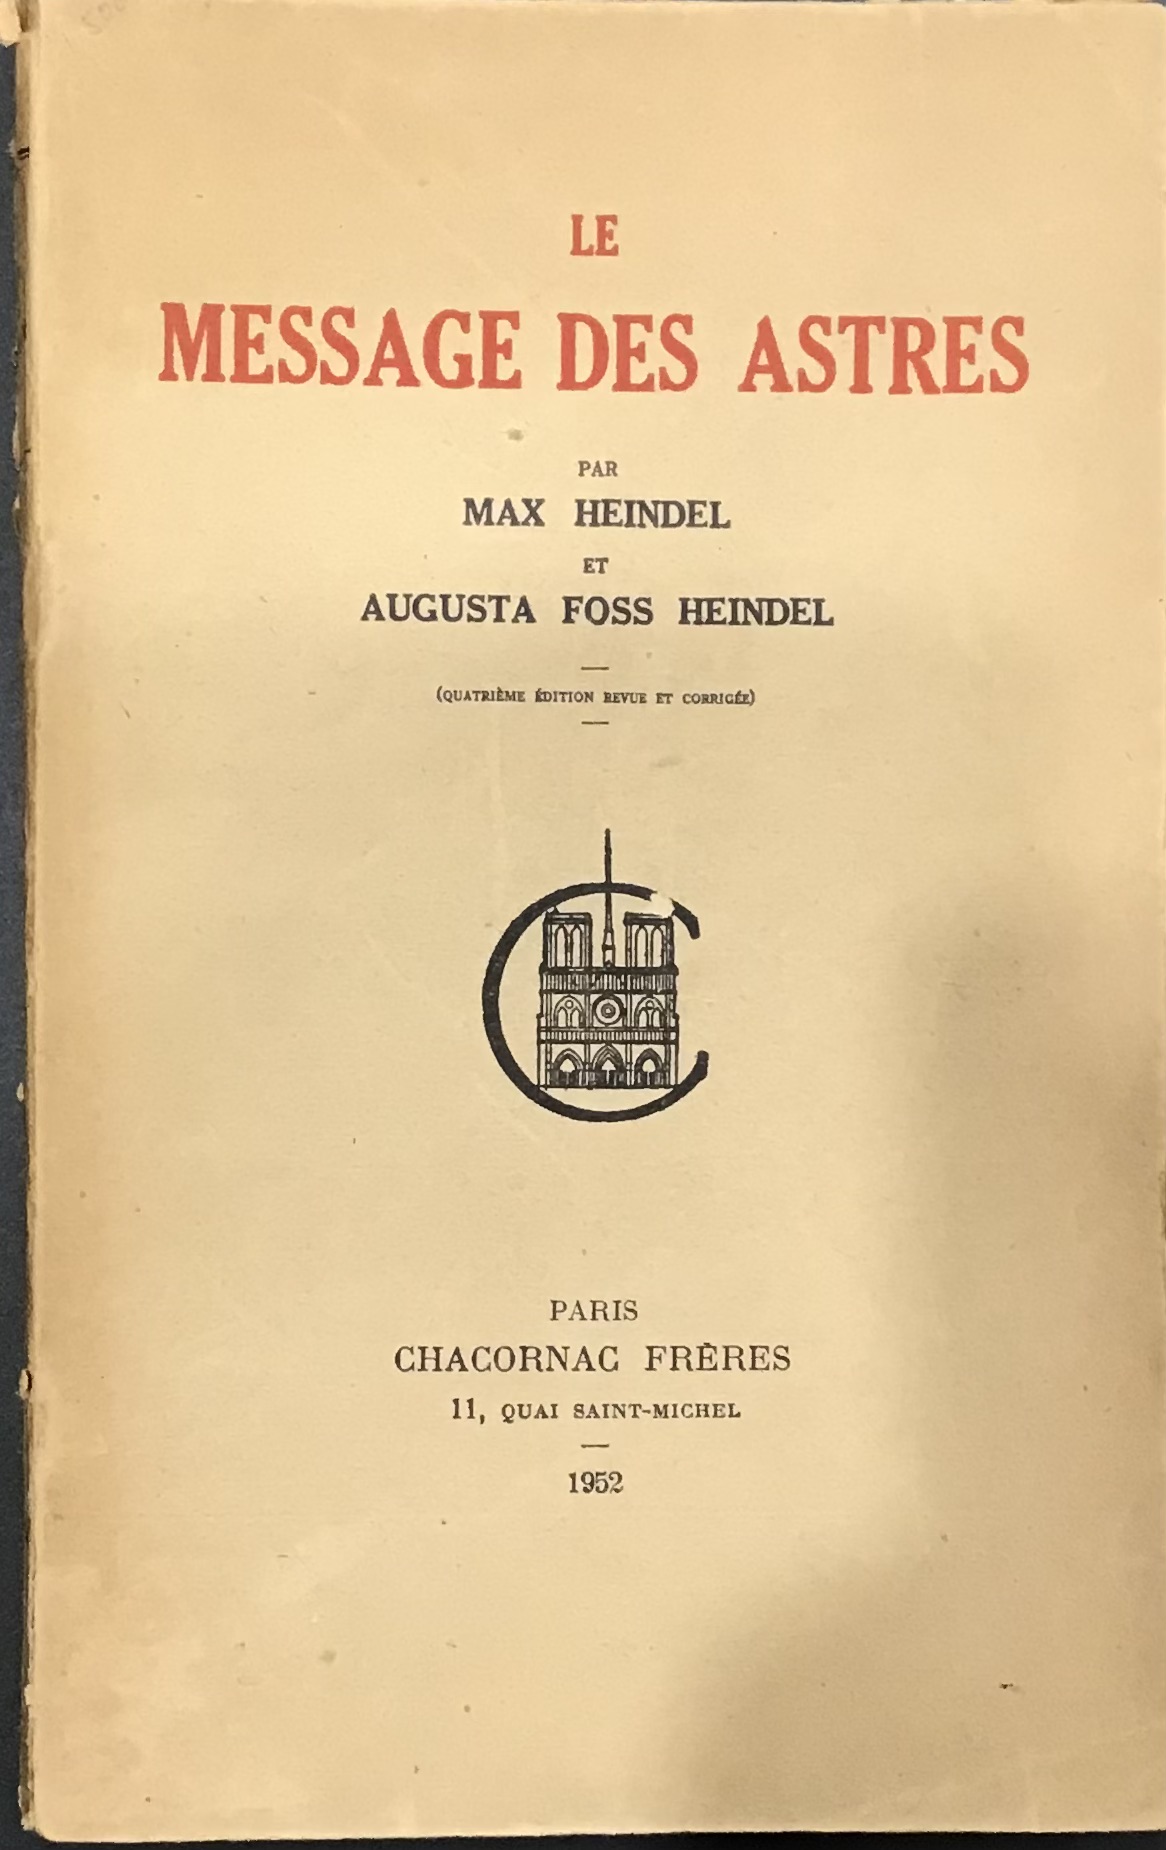 LE
MESSAGE DES ASTRES
PAR
MAX HEINDEL
ET
AUGUSTA FOSS HEINDEL
(QUATRIÈME ÉDITION REVUE ET CORRIGÉE)
PARIS
CHACORNAC FRÈRES
11, QUAI SAINT-MICHEL
1952